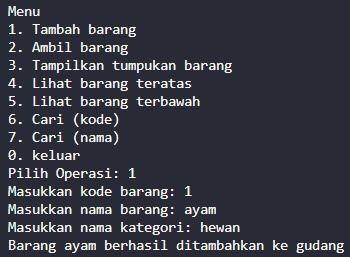 Menu
1. Tambah barang
2. Ambil barang
3. Tampilkan tumpukan barang
4. Lihat barang teratas
5. Lihat barang terbawah
6. Cari (kode)
7. Cari (nama)
0. keluar
Pilih Operasi: 1
Masukkan kode barang: 1
Masukkan nama barang: ayam
Masukkan nama kategori: hewan
Barang ayam berhasil ditambahkan ke gudang